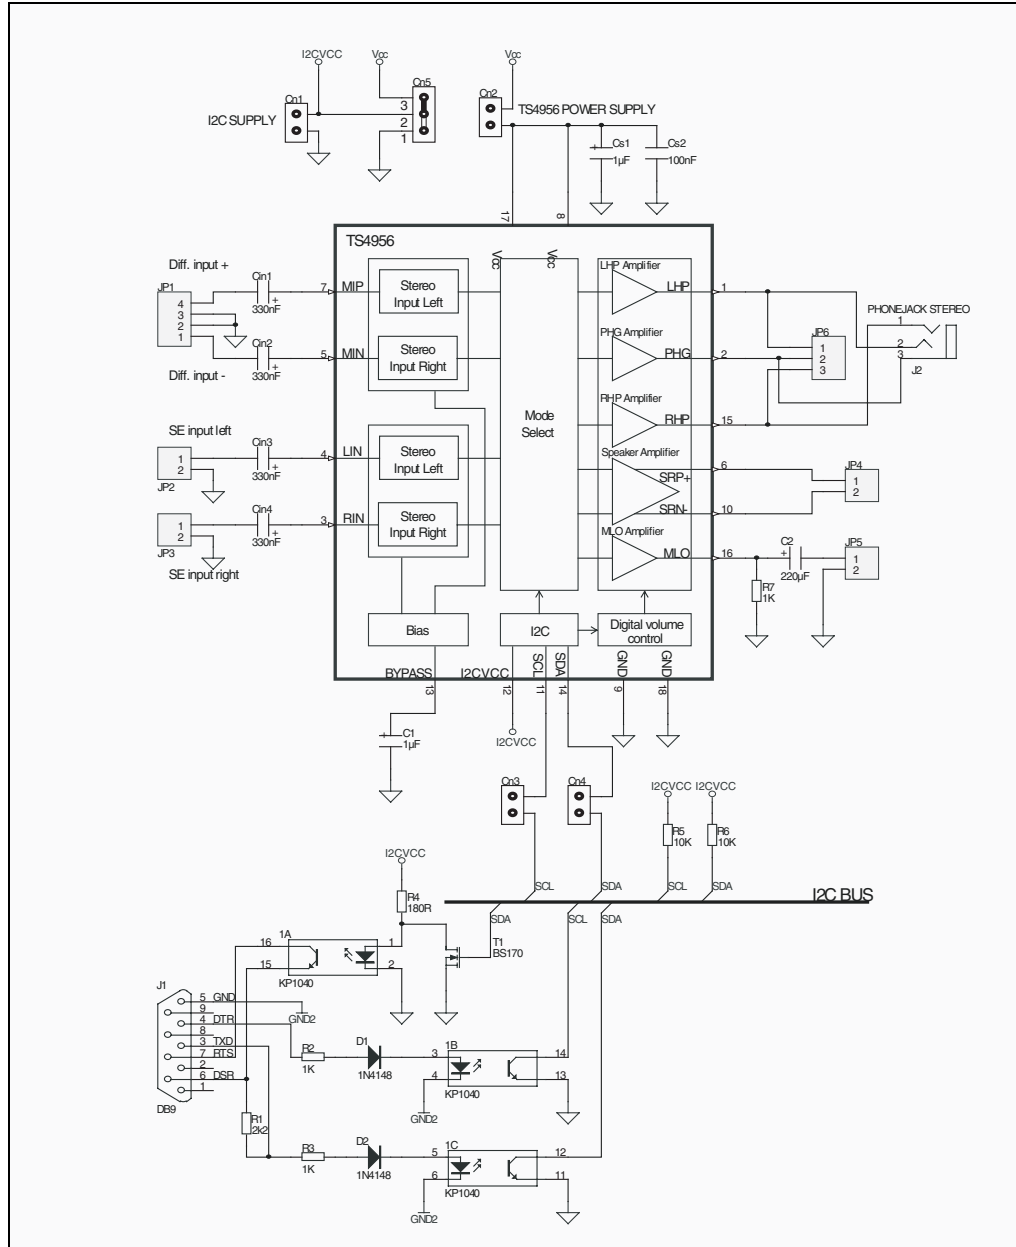 I2CVCC
Vcc
Vcc
Cn1
Cn5
Cn2
I2C SUPPLY
3
2
1
TS4956 POWER SUPPLY
Cs1
1µF
+
Cs2
100nF
17
8
TS4956
Vcc
Vcc
Diff. input +
JP1
4
3
2
1
Cin1
+
330nF
7
MIP
Stereo
Input Left
Cin2
+
330nF
5
MIN
Stereo
Input Right
Diff. input -
LHP Amplifier
LHP
1
PHG Amplifier
PHG
2
RHP Amplifier
RHP
15
Speaker Amplifier
SRP+
6
SRN-
10
MLO Amplifier
MLO
16
PHONEJACK STEREO
1
2
3
J2
JP6
1
2
3
Mode
Select
SE input left
1
2
JP2
Cin3
+
330nF
4
LIN
Stereo
Input Left
1
2
JP3
Cin4
+
330nF
3
RIN
Stereo
Input Right
SE input right
JP4
1
2
C2
+
220µF
JP5
1
2
R7
1K
Bias
I2C
Digital volume
control
BYPASS
I2CVCC
SCL
SDA
GND
GND
13
12
11
14
9
18
+
C1
1µF
I2CVCC
Cn3
Cn4
I2CVCC
I2CVCC
R5
10K
R6
10K
I2CVCC
R4
180R
SCL
SDA
SCL
SDA
I2C BUS
SDA
SCL
SDA
T1
BS170
1A
16
15
1
2
KP1040
J1
5
GND
9
4
DTR
8
3
TXD
7
RTS
2
6
DSR
1
DB9
GND2
R2
1K
D1
1N4148
1B
3
4
14
13
KP1040
GND2
R1
2k2
R3
1K
D2
1N4148
1C
5
6
12
11
KP1040
GND2